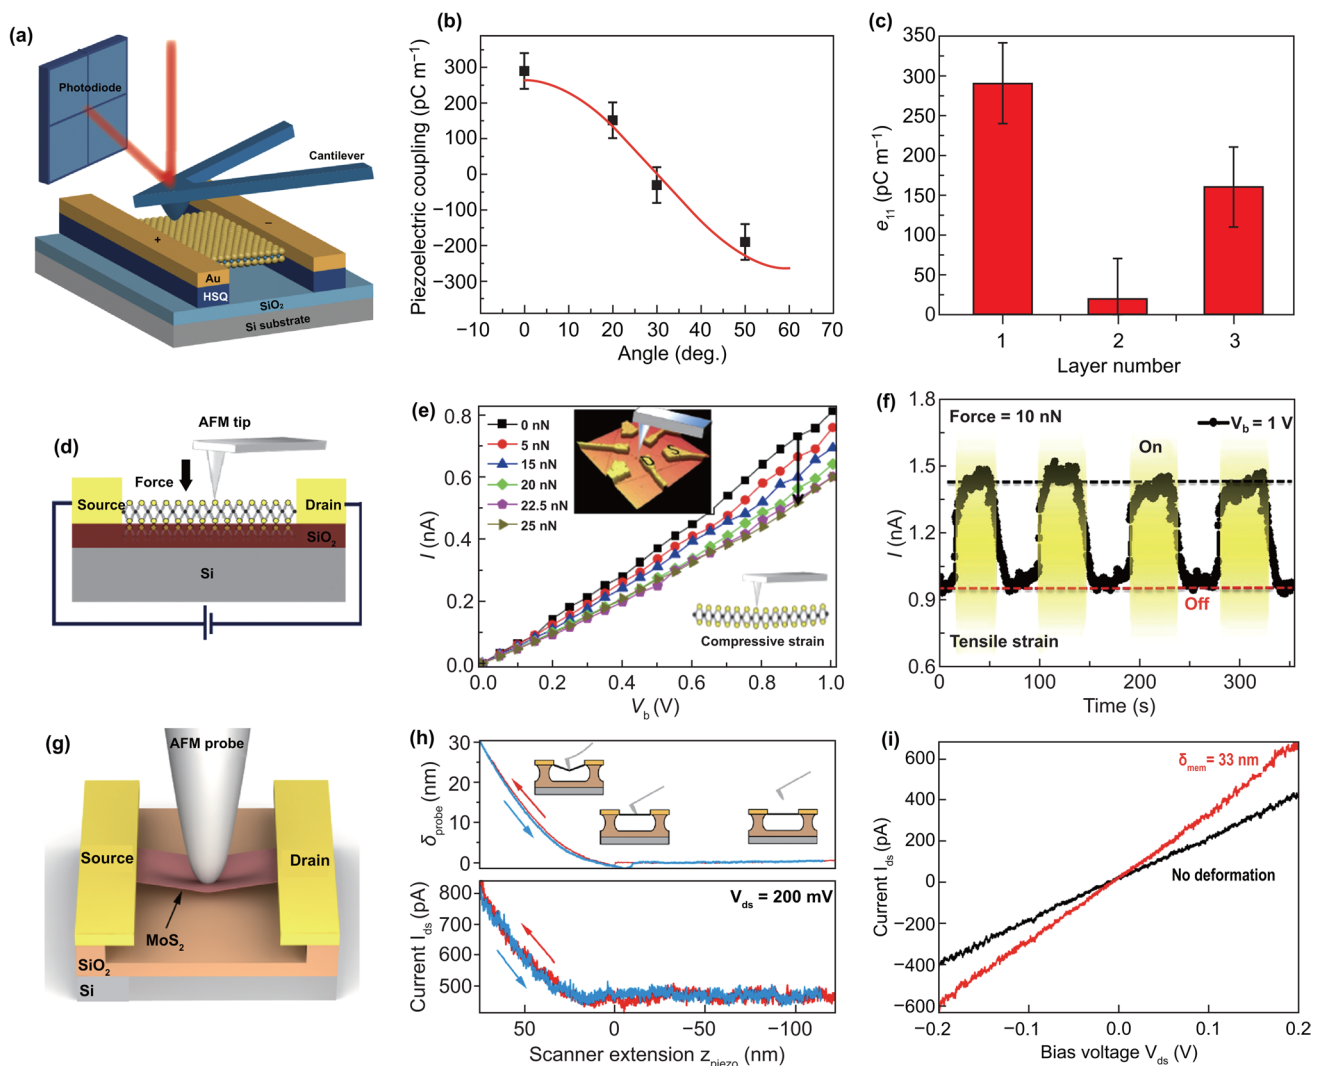 (a)
Photodiode
Cantilever
+
−
Au
HSQ
SiO₂
Si substrate
(b)
Piezoelectric coupling (pC m⁻¹)
300
200
100
0
−100
−200
−300
−10 0 10 20 30 40 50 60 70
Angle (deg.)
(c)
e₁₁ (pC m⁻¹)
350
300
250
200
150
100
50
0
1 2 3
Layer number
(d)
AFM tip
Force
Source
Drain
SiO₂
Si
(e)
I (nA)
0.8
0.6
0.4
0.2
0.0
0 nN
5 nN
15 nN
20 nN
22.5 nN
25 nN
D S
Compressive strain
0.0 0.2 0.4 0.6 0.8 1.0
V_b (V)
(f)
I (nA)
1.8
1.5
1.2
0.9
0.6
Force = 10 nN
V_b = 1 V
On
Off
Tensile strain
0 100 200 300
Time (s)
(g)
AFM probe
Source
Drain
MoS₂
SiO₂
Si
(h)
δ_probe (nm)
30
20
10
0
Current I_ds (pA)
800
700
600
500
V_ds = 200 mV
50 0 −50 −100
Scanner extension z_piezo (nm)
(i)
Current I_ds (pA)
600
400
200
0
−200
−400
−600
δ_mem = 33 nm
No deformation
−0.2 −0.1 0.0 0.1 0.2
Bias voltage V_ds (V)